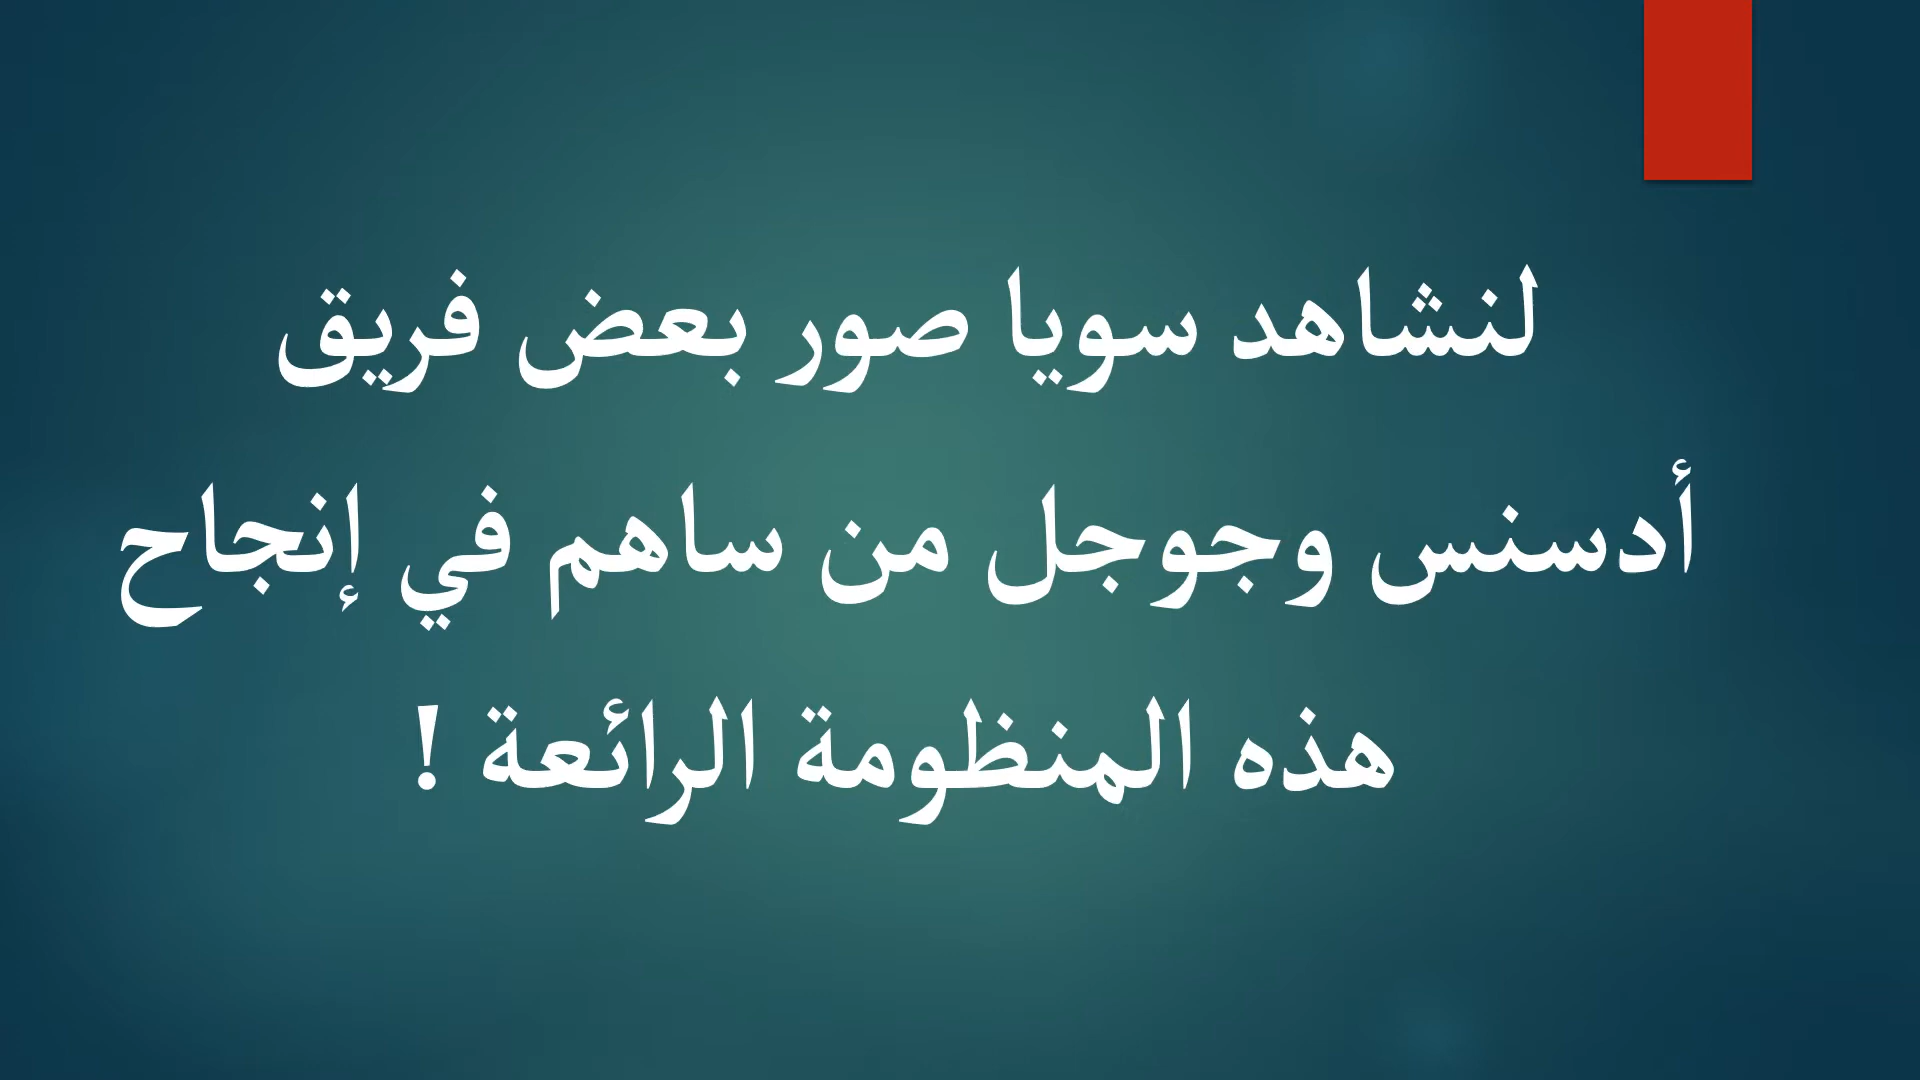 لنشاهد سويا صور بعض فريق
أدسنس وجوجل من ساهم في إنجاح
هذه المنظومة الرائعة !